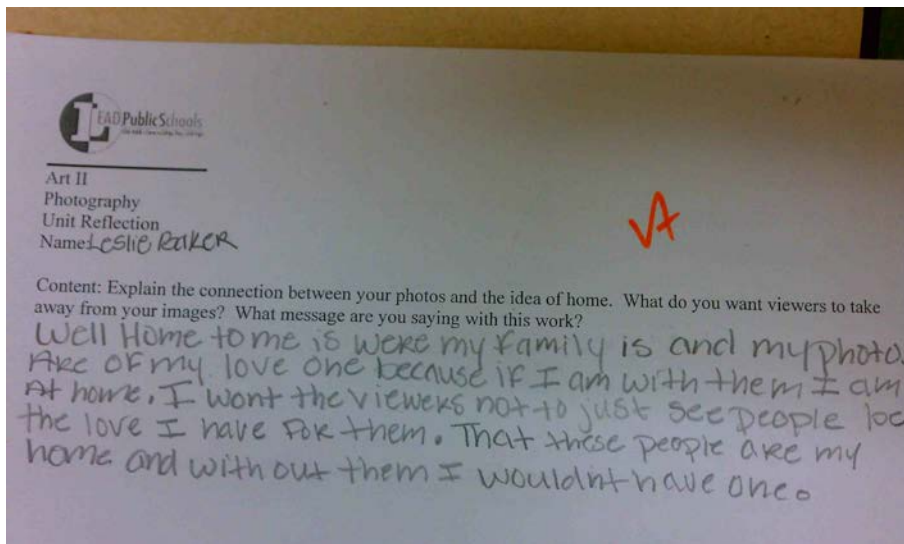 LEAD Public Schools
Art II
Photography
Unit Reflection
Name Leslie
Content: Explain the connection between your photos and the idea of home. What do you want viewers to take
away from your images? What message are you saying with this work?
Well Home to me is were my family is and my photo
Are of my love one because if I am with them I am
At home. I wont the viewers not to just see people
the love I have for them. That these people are my
home and with out them I wouldnt have one.